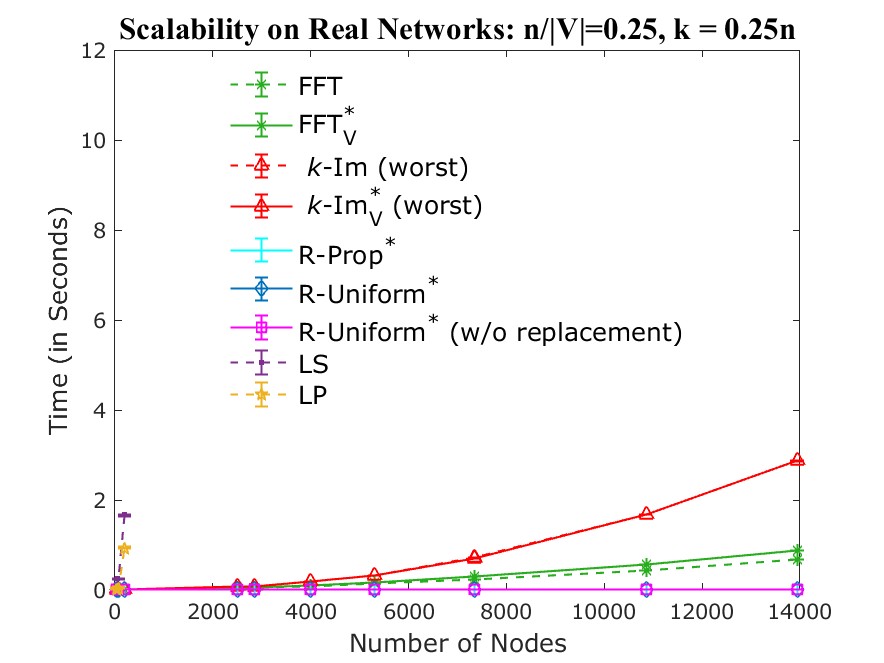 Scalability on Real Networks: n/|V|=0.25, k = 0.25n
12
10
8
6
4
2
0
Time (in Seconds)
FFT
FFT*V
k-Im (worst)
k-Im*V (worst)
R-Prop*
R-Uniform*
R-Uniform* (w/o replacement)
LS
LP
0 2000 4000 6000 8000 10000 12000 14000
Number of Nodes